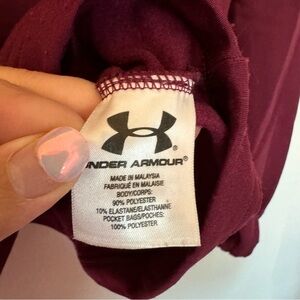 UNDER ARMOUR®
MADE IN MALAYSIA
FABRIQUÉ EN MALAISIE
BODY/CORPS:
90% POLYESTER
10% ELASTANE/ELASTHANNE
POCKET BAGS/POCHES:
100% POLYESTER